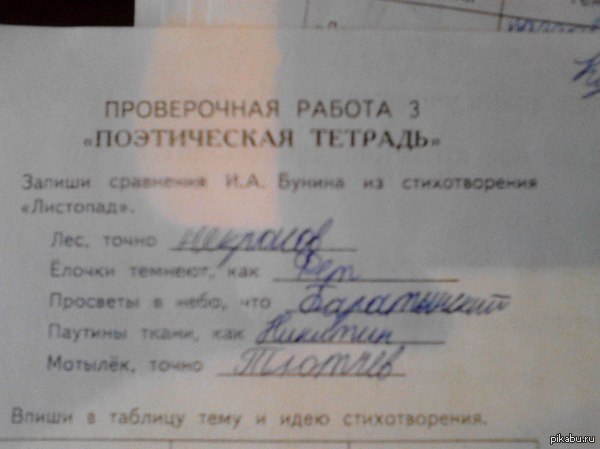 ПРОВЕРОЧНАЯ РАБОТА 3
«ПОЭТИЧЕСКАЯ ТЕТРАДЬ»
Запиши сравнения И.А. Бунина из стихотворения
«Листопад».
Лес, точно некрасов
Ёлочки темнеют, как Фет
Просветы в небо, что Баратынский
Паутины ткани, как Никитин
Мотылёк, точно Тютчев
Впиши в таблицу тему и идею стихотворения.
pikabu.ru